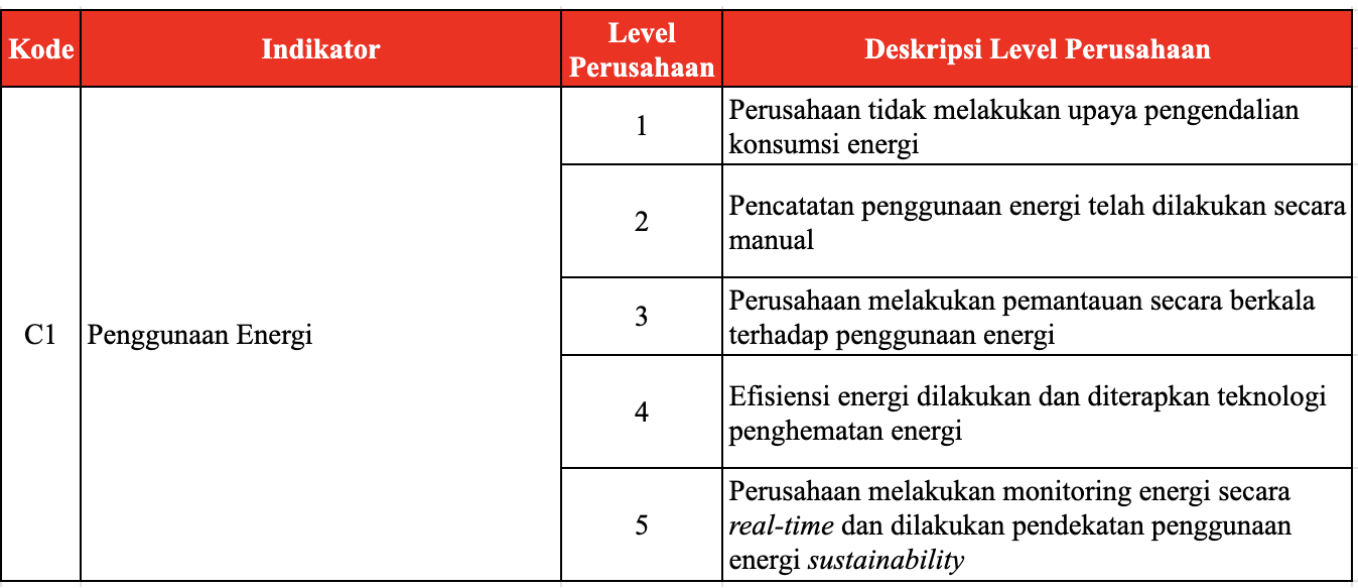 Kode
Indikator
Level
Perusahaan
Deskripsi Level Perusahaan
C1
Penggunaan Energi
1
Perusahaan tidak melakukan upaya pengendalian
konsumsi energi
2
Pencatatan penggunaan energi telah dilakukan secara
manual
3
Perusahaan melakukan pemantauan secara berkala
terhadap penggunaan energi
4
Efisiensi energi dilakukan dan diterapkan teknologi
penghematan energi
5
Perusahaan melakukan monitoring energi secara
real-time dan dilakukan pendekatan penggunaan
energi sustainability